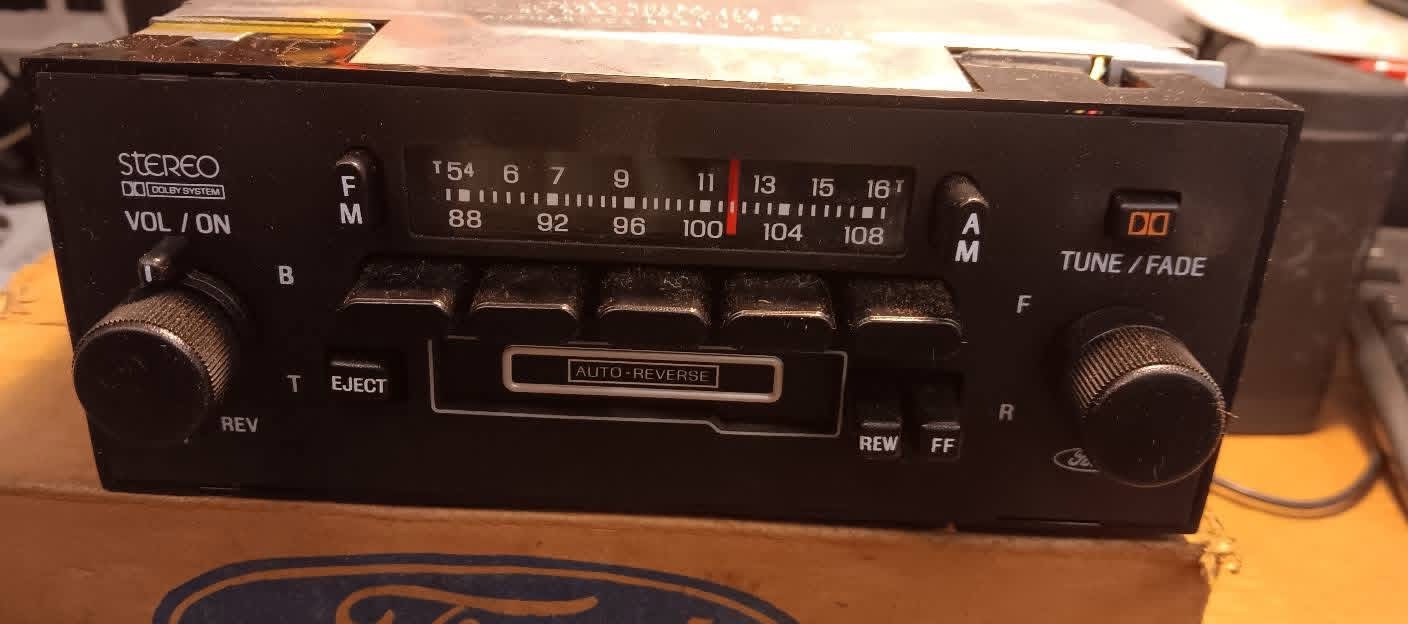 STEREO
DOLBY SYSTEM
VOL / ON
B
T
REV
EJECT
FM
T 54 6 7 9 11 13 15 16 T
88 92 96 100 104 108
AM
AUTO-REVERSE
REW
FF
TUNE / FADE
F
R